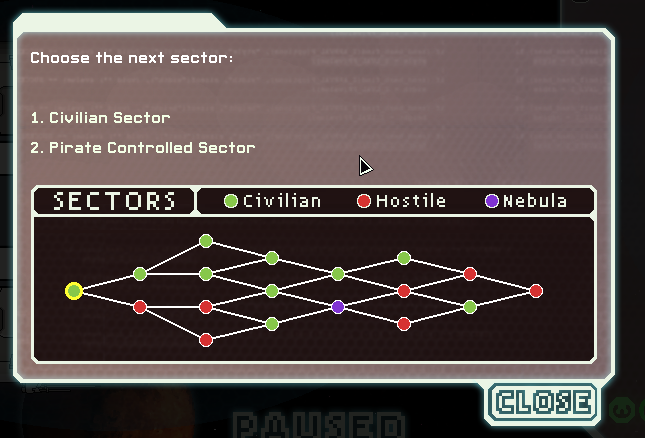 Choose the next sector:
1. Civilian Sector
2. Pirate Controlled Sector
SECTORS
Civilian
Hostile
Nebula
CLOSE
PAUSED